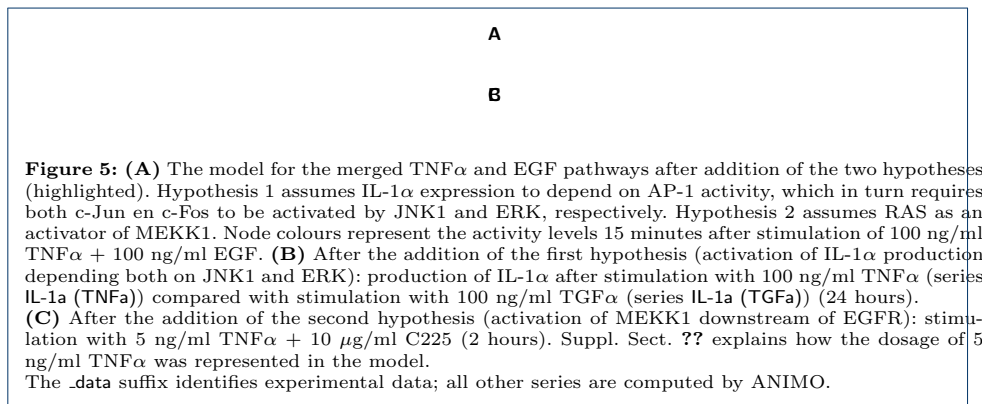 A
B
Figure 5: (A) The model for the merged TNFα and EGF pathways after addition of the two hypotheses
(highlighted). Hypothesis 1 assumes IL-1α expression to depend on AP-1 activity, which in turn requires
both c-Jun en c-Fos to be activated by JNK1 and ERK, respectively. Hypothesis 2 assumes RAS as an
activator of MEKK1. Node colours represent the activity levels 15 minutes after stimulation of 100 ng/ml
TNFα + 100 ng/ml EGF. (B) After the addition of the first hypothesis (activation of IL-1α production
depending both on JNK1 and ERK): production of IL-1α after stimulation with 100 ng/ml TNFα (series
IL-1a (TNFa)) compared with stimulation with 100 ng/ml TGFα (series IL-1a (TGFa)) (24 hours).
(C) After the addition of the second hypothesis (activation of MEKK1 downstream of EGFR): stimu-
lation with 5 ng/ml TNFα + 10 μg/ml C225 (2 hours). Suppl. Sect. ?? explains how the dosage of 5
ng/ml TNFα was represented in the model.
The _data suffix identifies experimental data; all other series are computed by ANIMO.